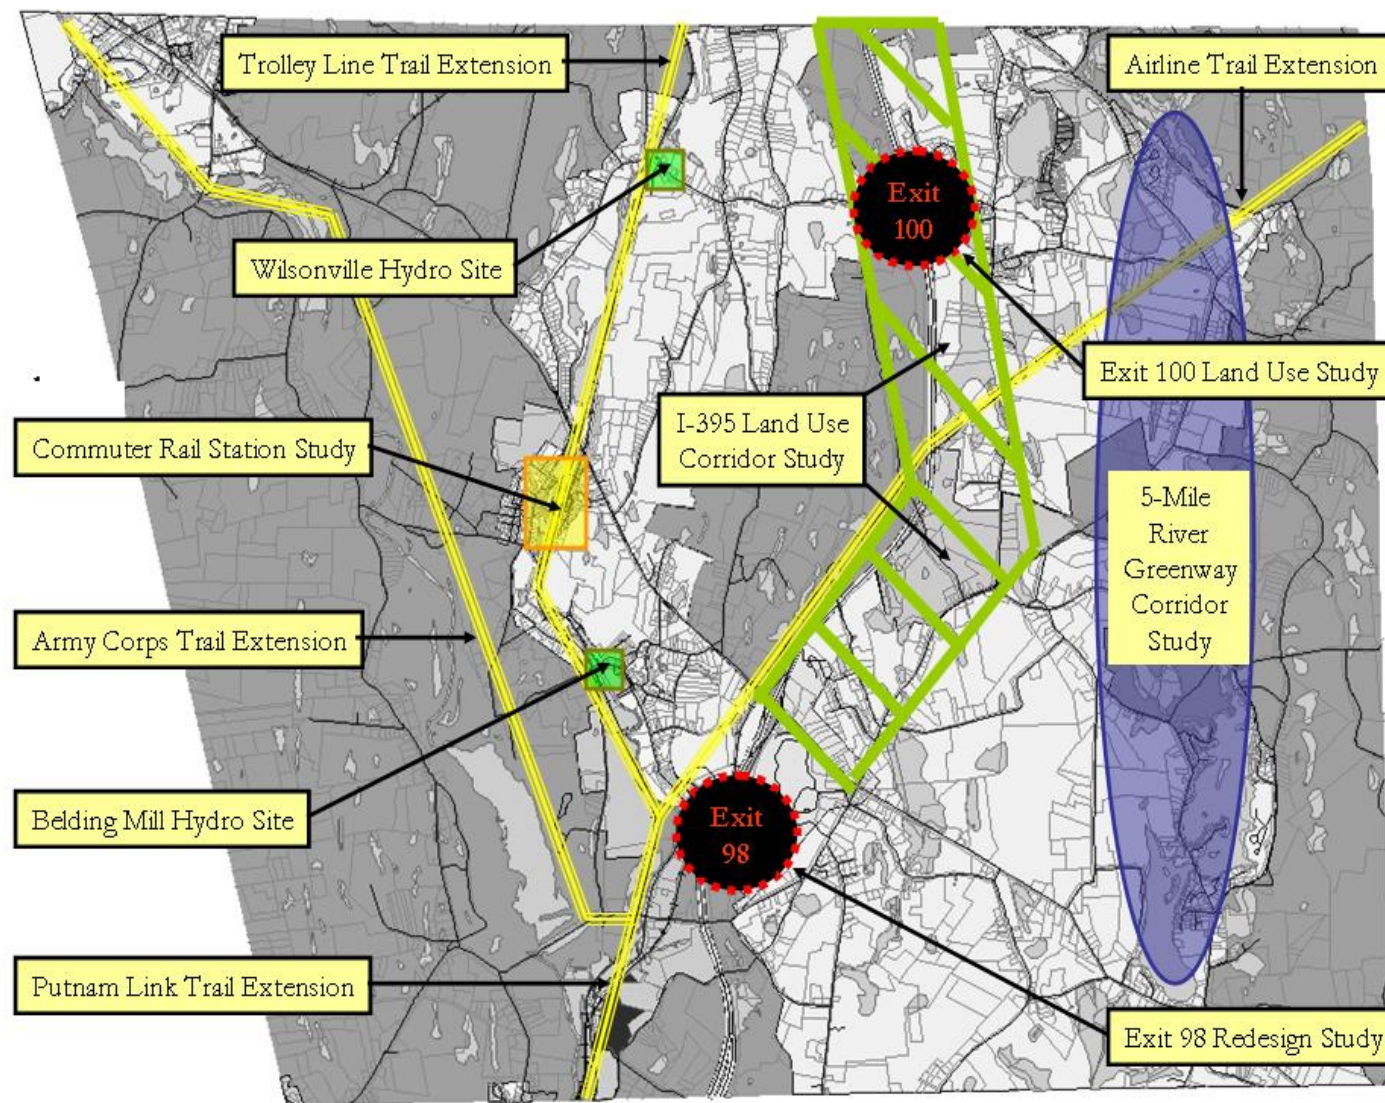 Trolley Line Trail Extension
Airline Trail Extension
Exit
100
Wilsonville Hydro Site
Exit 100 Land Use Study
I-395 Land Use
Corridor Study
Commuter Rail Station Study
5-Mile
River
Greenway
Corridor
Study
Army Corps Trail Extension
Belding Mill Hydro Site
Exit
98
Putnam Link Trail Extension
Exit 98 Redesign Study